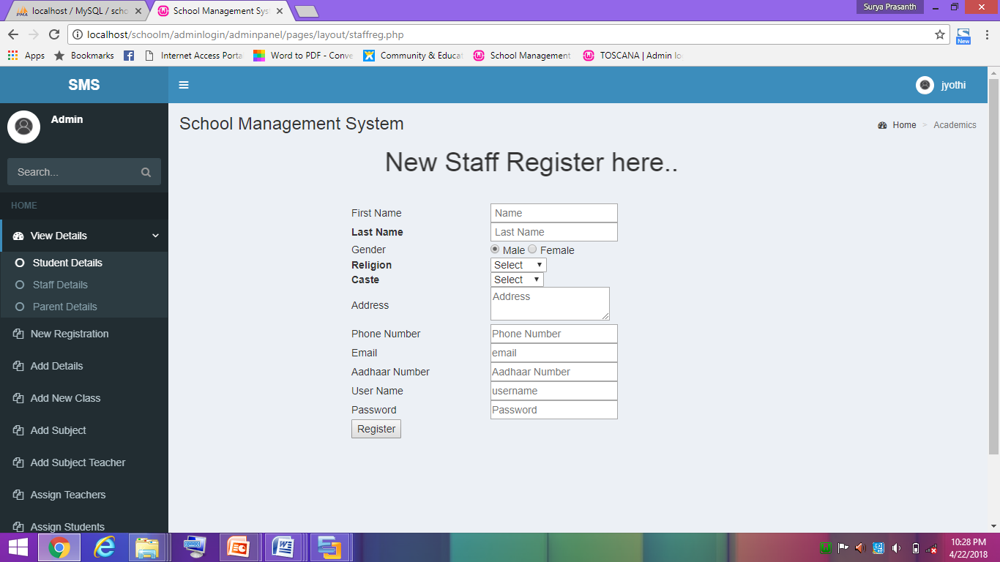 localhost / MySQL / scho
School Management Syst
Surya Prasanth
localhost/schoolm/adminlogin/adminpanel/pages/layout/staffreg.php
New
Apps
Bookmarks
Internet Access Porta
Word to PDF - Conve
Community & Educat
School Management
TOSCANA | Admin lo
SMS
jyothi
Admin
School Management System
Home > Academics
New Staff Register here..
Search...
HOME
View Details
Student Details
Staff Details
Parent Details
New Registration
Add Details
Add New Class
Add Subject
Add Subject Teacher
Assign Teachers
Assign Students
First Name Name
Last Name Last Name
Gender Male Female
Religion Select
Caste Select
Address Address
Phone Number Phone Number
Email email
Aadhaar Number Aadhaar Number
User Name username
Password Password
Register
10:28 PM
4/22/2018